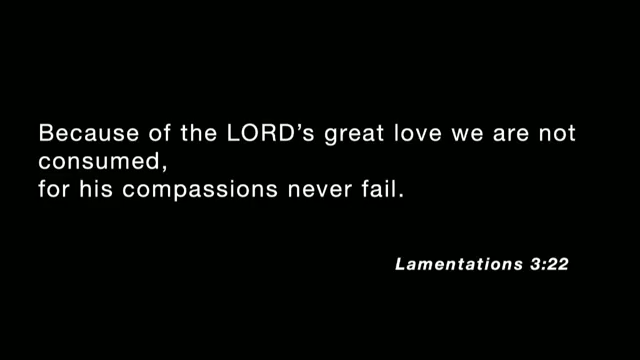 Because of the LORD’s great love we are not
consumed,
for his compassions never fail.
Lamentations 3:22